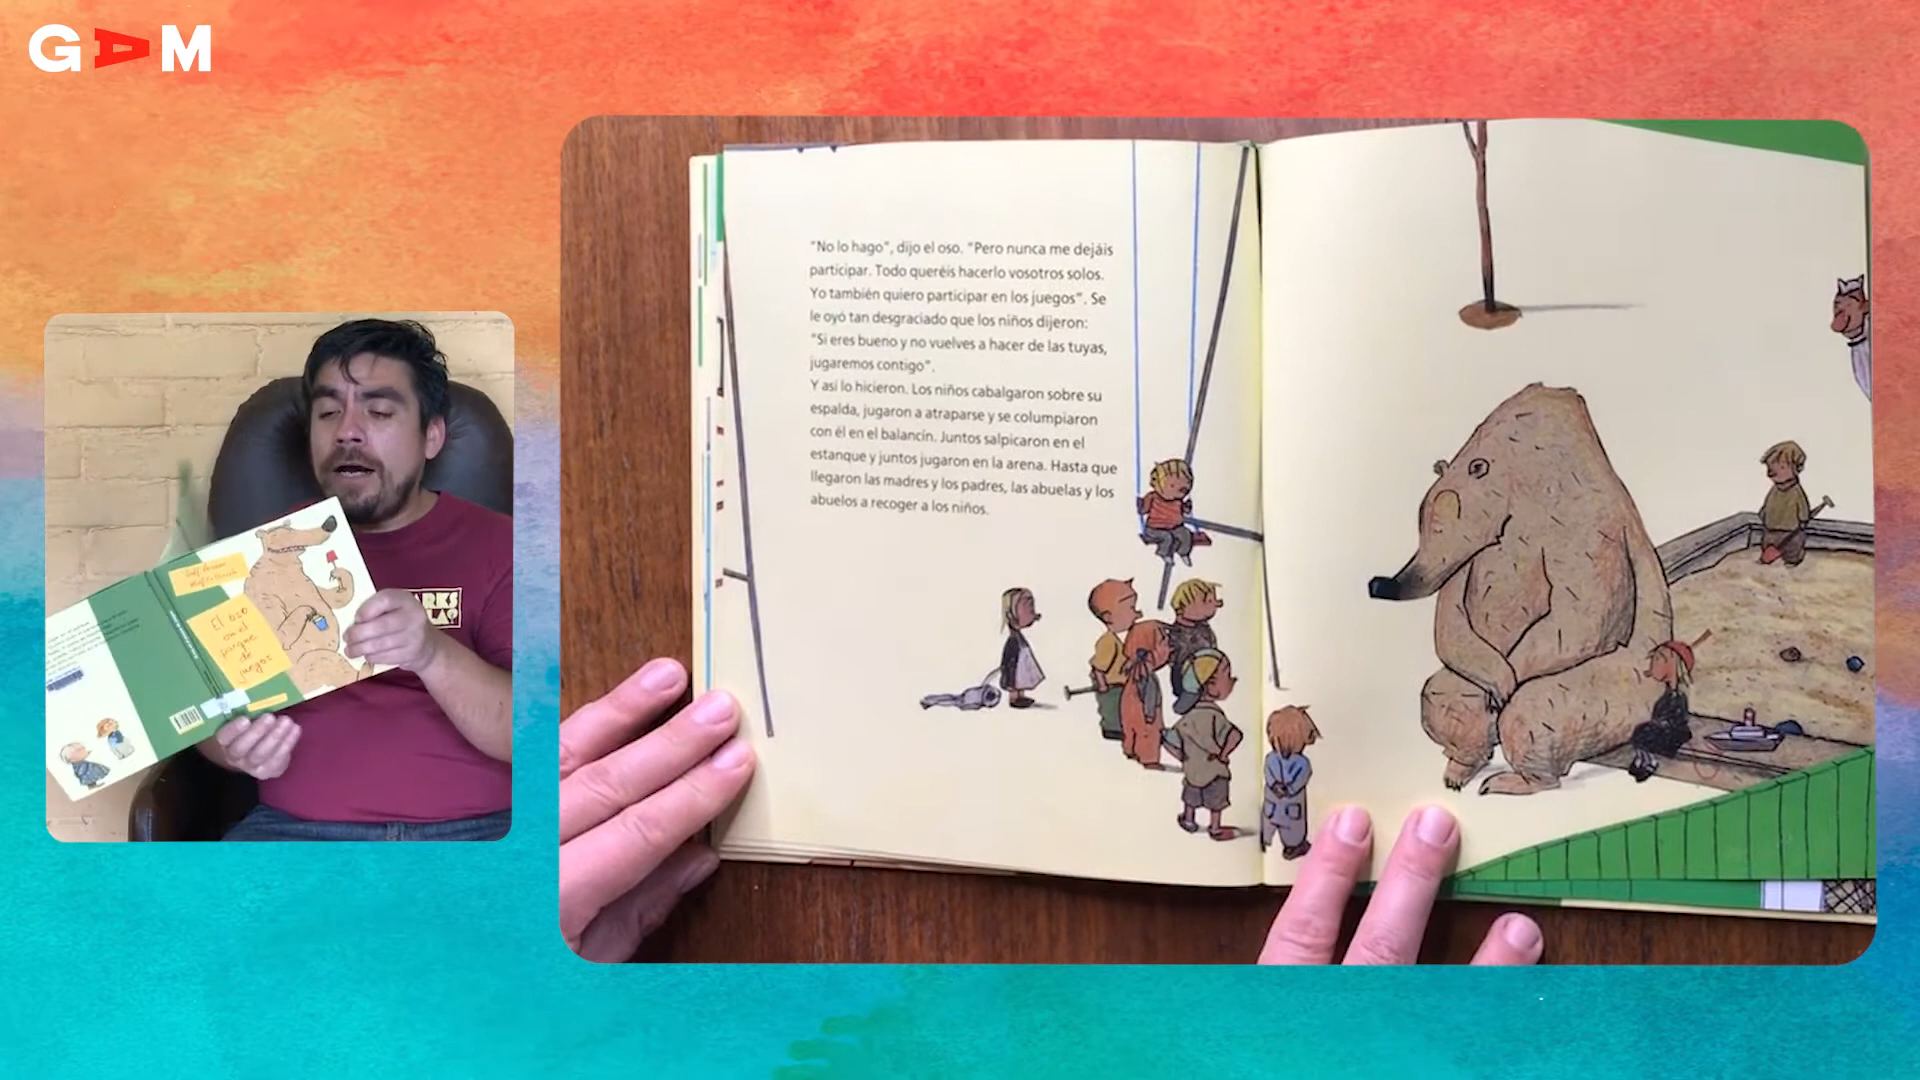 GAM
"No lo hago", dijo el oso. "Pero nunca me dejáis
participar. Todo queréis hacerlo vosotros solos.
Yo también quiero participar en los juegos". Se
le oyó tan desgraciado que los niños dijeron:
"Si eres bueno y no vuelves a hacer de las tuyas,
jugaremos contigo".
Y así lo hicieron. Los niños cabalgaron sobre su
espalda, jugaron a atraparse y se columpiaron
con él en el balancín. Juntos salpicaron en el
estanque y juntos jugaron en la arena. Hasta que
llegaron las madres y los padres, las abuelas y los
abuelos a recoger a los niños.
El oso
en el
parque
de
juegos